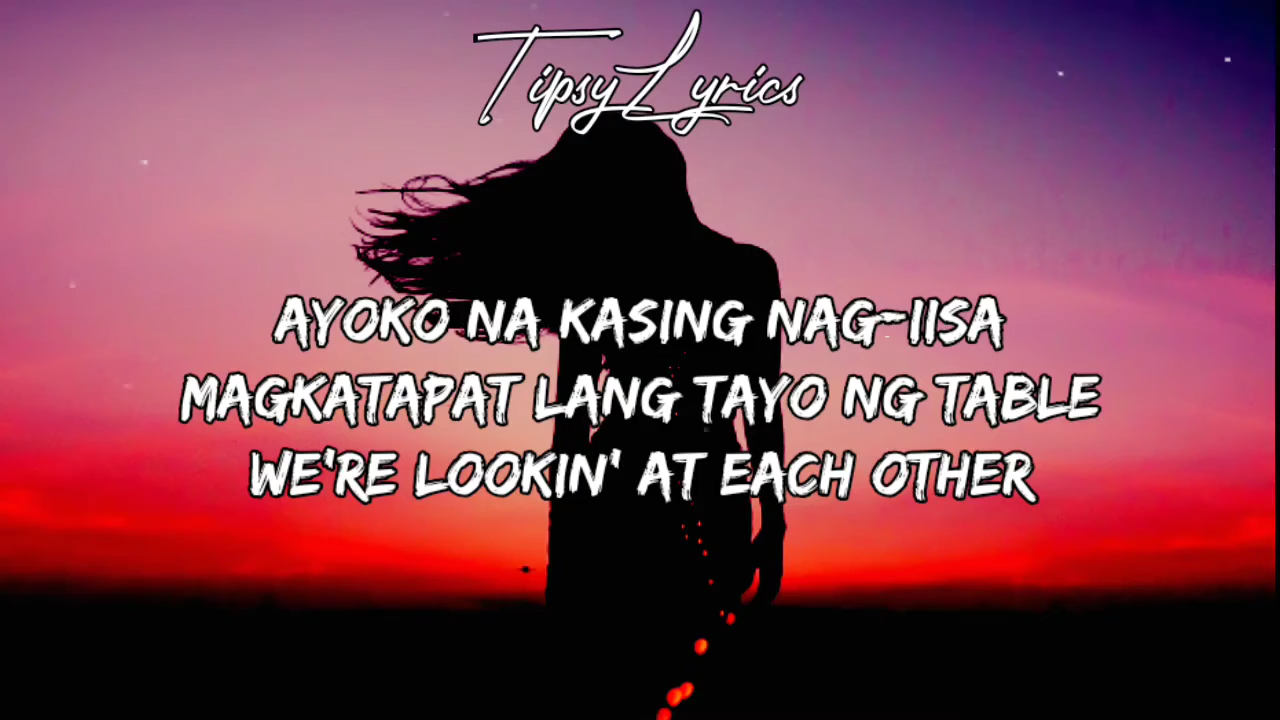 TipsyLyrics
AYOKO NA KASING NAG-IISA
MAGKATAPAT LANG TAYO NG TABLE
WE'RE LOOKIN' AT EACH OTHER